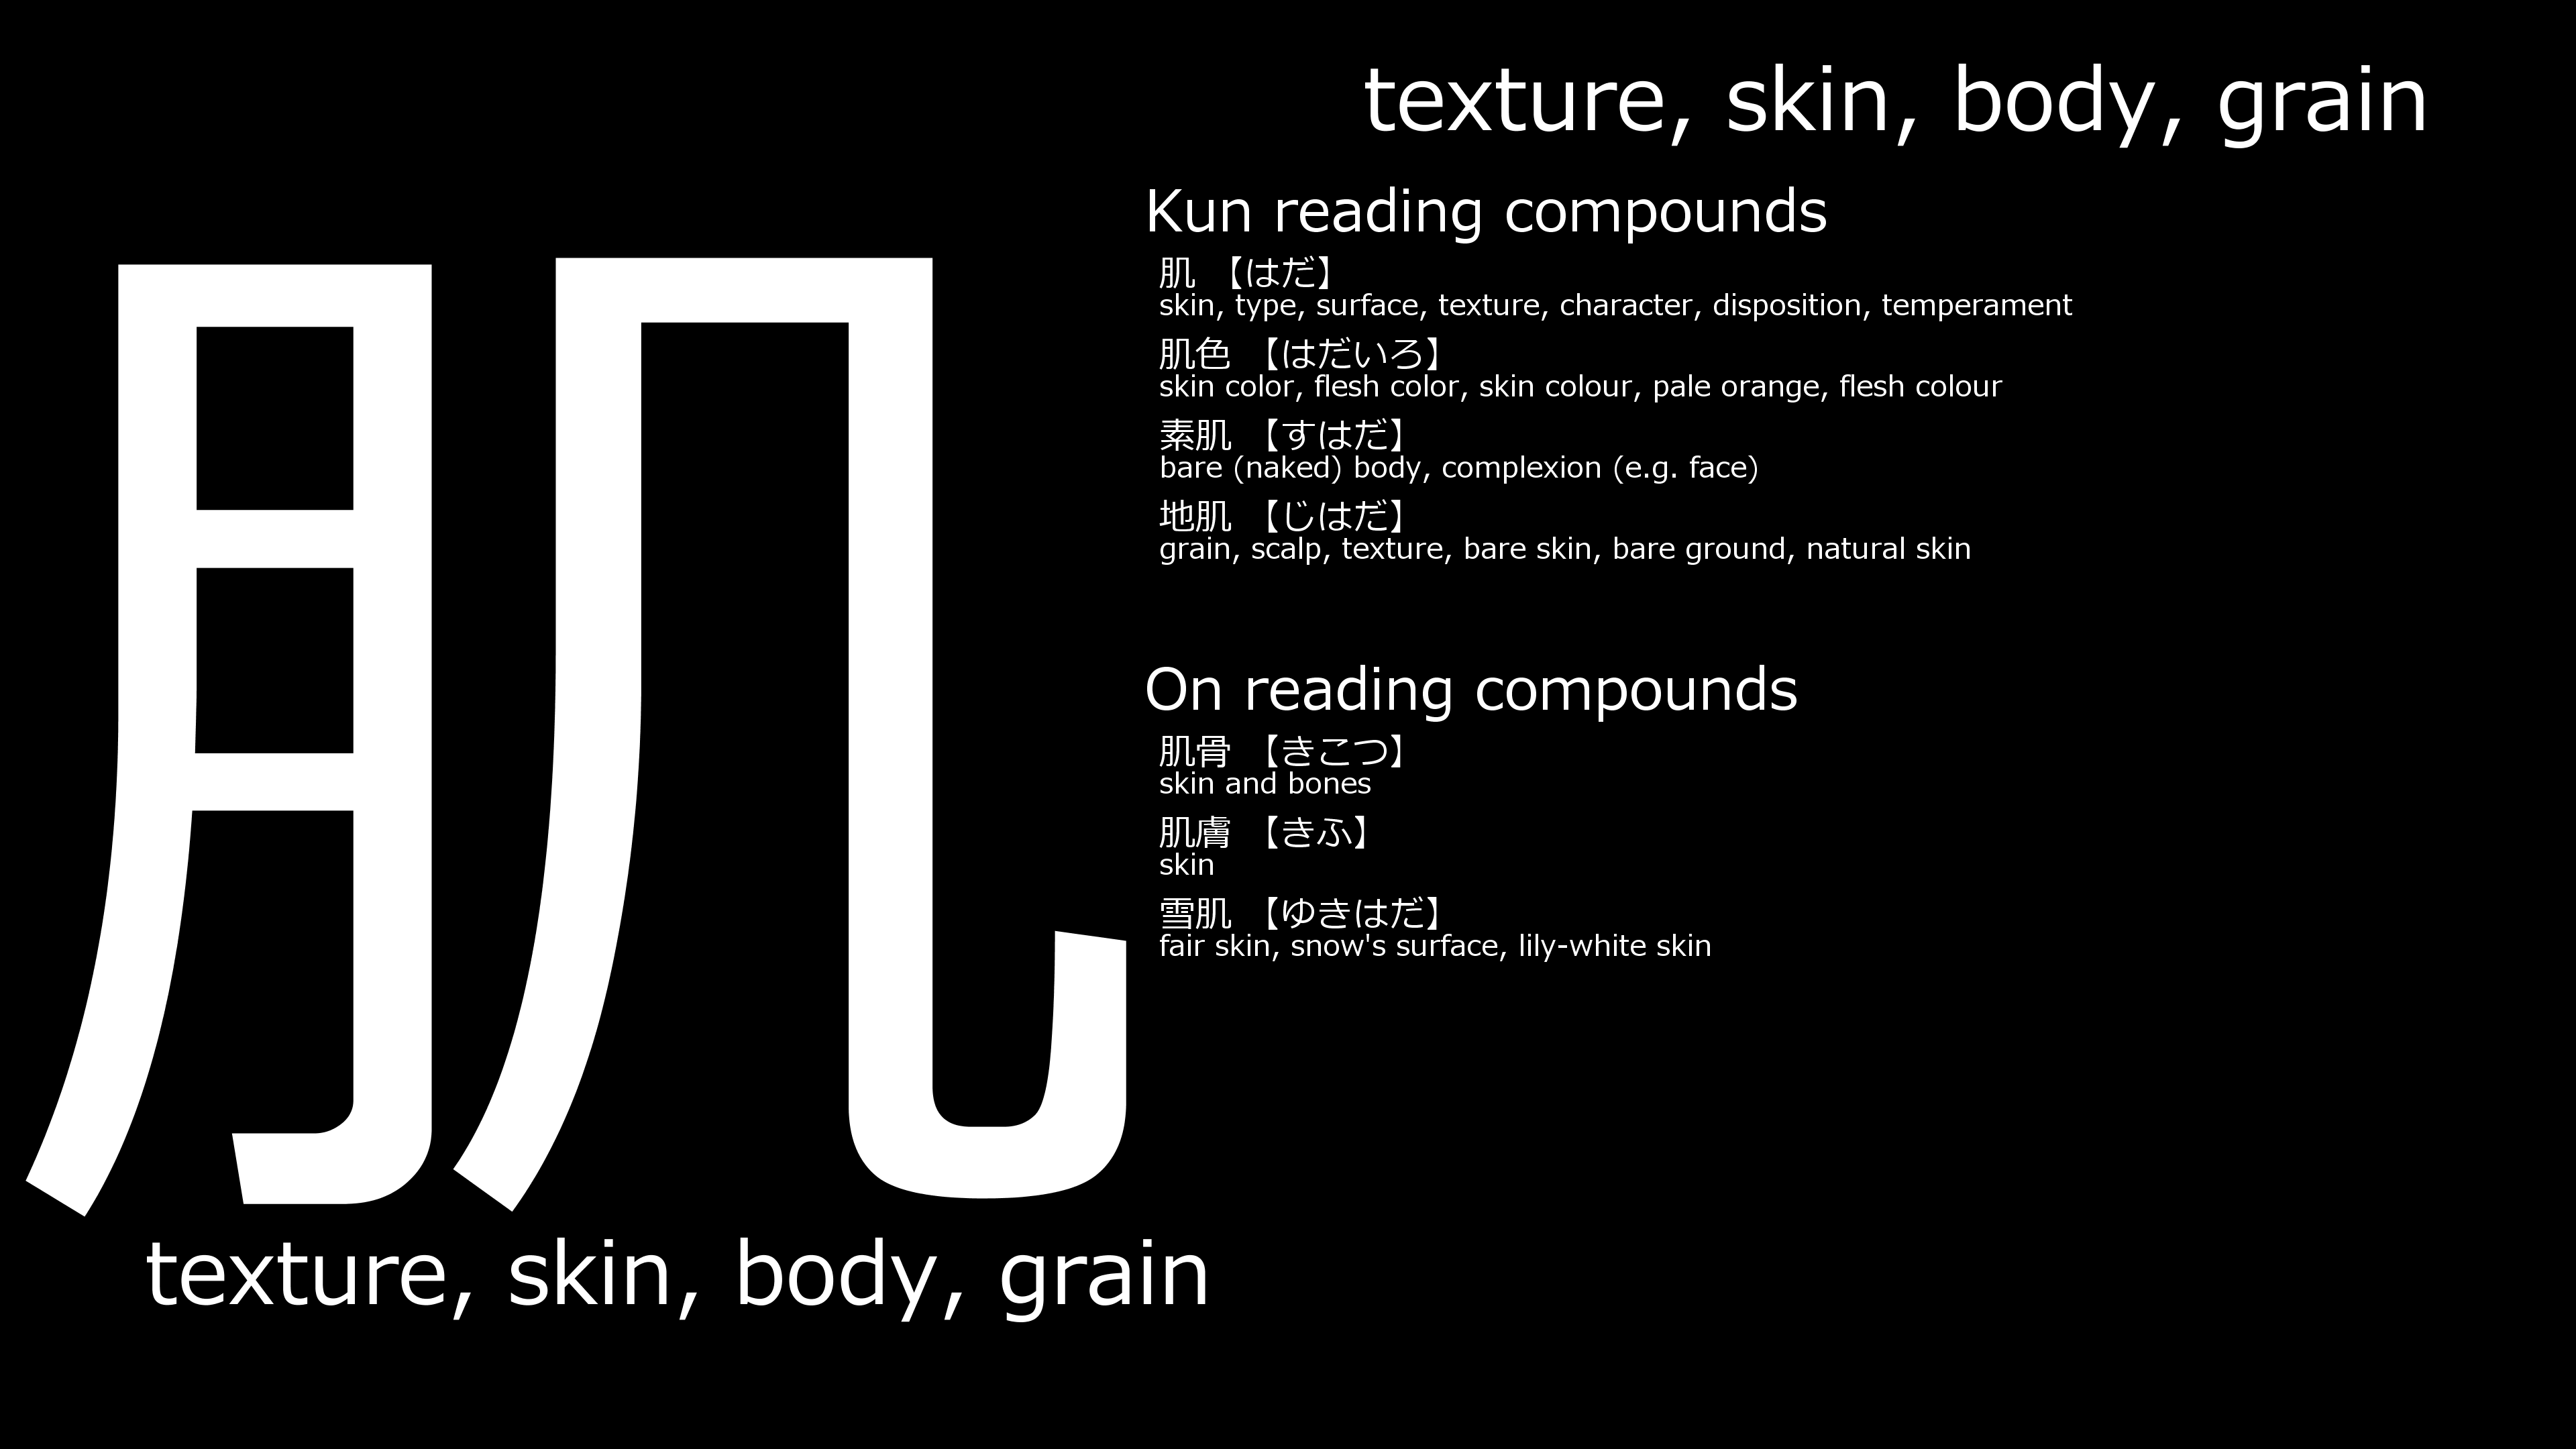 肌
texture, skin, body, grain
texture, skin, body, grain
Kun reading compounds
肌 【はだ】
skin, type, surface, texture, character, disposition, temperament
肌色 【はだいろ】
skin color, flesh color, skin colour, pale orange, flesh colour
素肌 【すはだ】
bare (naked) body, complexion (e.g. face)
地肌 【じはだ】
grain, scalp, texture, bare skin, bare ground, natural skin
On reading compounds
肌骨 【きこつ】
skin and bones
肌膚 【きふ】
skin
雪肌 【ゆきはだ】
fair skin, snow's surface, lily-white skin